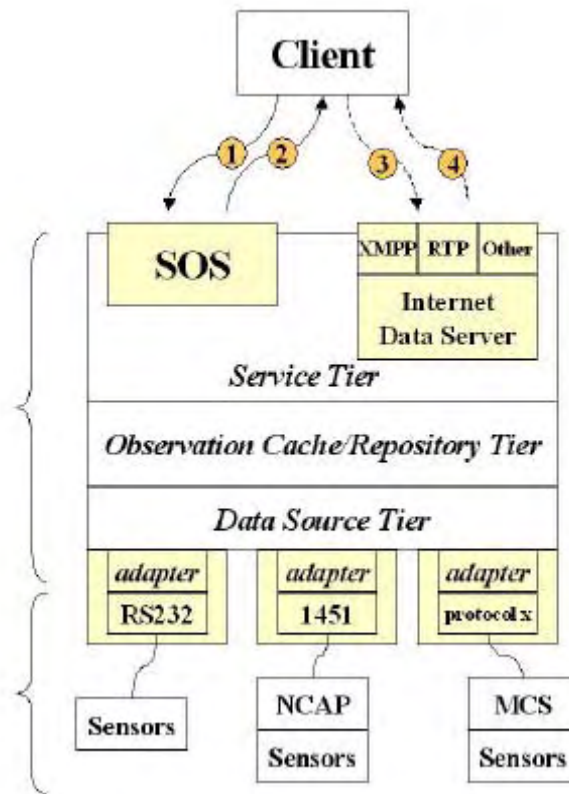 Client
1 2 3 4
SOS
XMPP RTP Other
Internet
Data Server
Service Tier
Observation Cache/Repository Tier
Data Source Tier
adapter adapter adapter
RS232 1451 protocol x
Sensors
NCAP MCS
Sensors Sensors